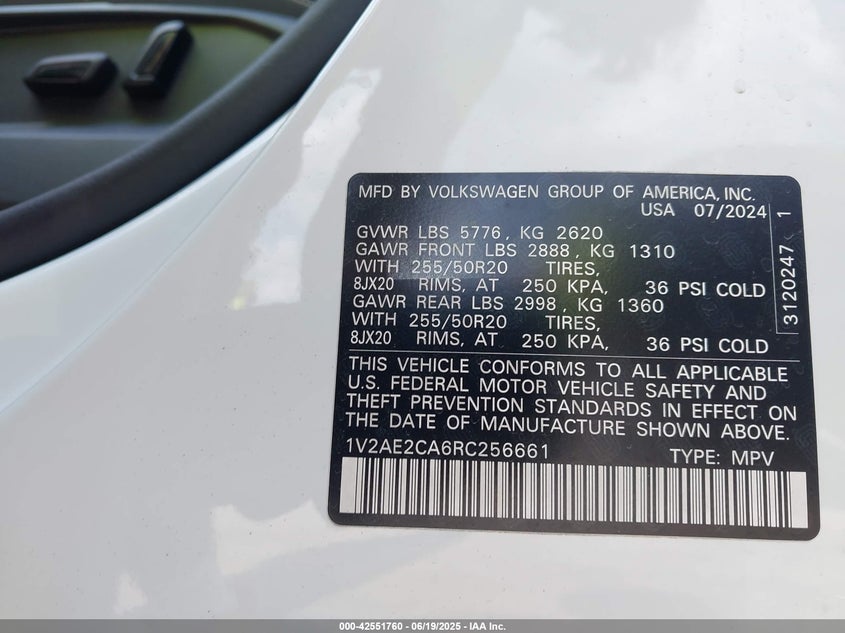 MFD BY VOLKSWAGEN GROUP OF AMERICA, INC.
USA 07/2024
GVWR LBS 5776, KG 2620
GAWR FRONT LBS 2888, KG 1310
WITH 255/50R20 TIRES,
8JX20 RIMS, AT 250 KPA, 36 PSI COLD
GAWR REAR LBS 2998, KG 1360
WITH 255/50R20 TIRES,
8JX20 RIMS, AT 250 KPA, 36 PSI COLD
3120247 1
THIS VEHICLE CONFORMS TO ALL APPLICABLE
U.S. FEDERAL MOTOR VEHICLE SAFETY AND
THEFT PREVENTION STANDARDS IN EFFECT ON
THE DATE OF MANUFACTURE SHOWN ABOVE.
1V2AE2CA6RC256661 TYPE: MPV
000-42551760 - 06/19/2025 - IAA Inc.